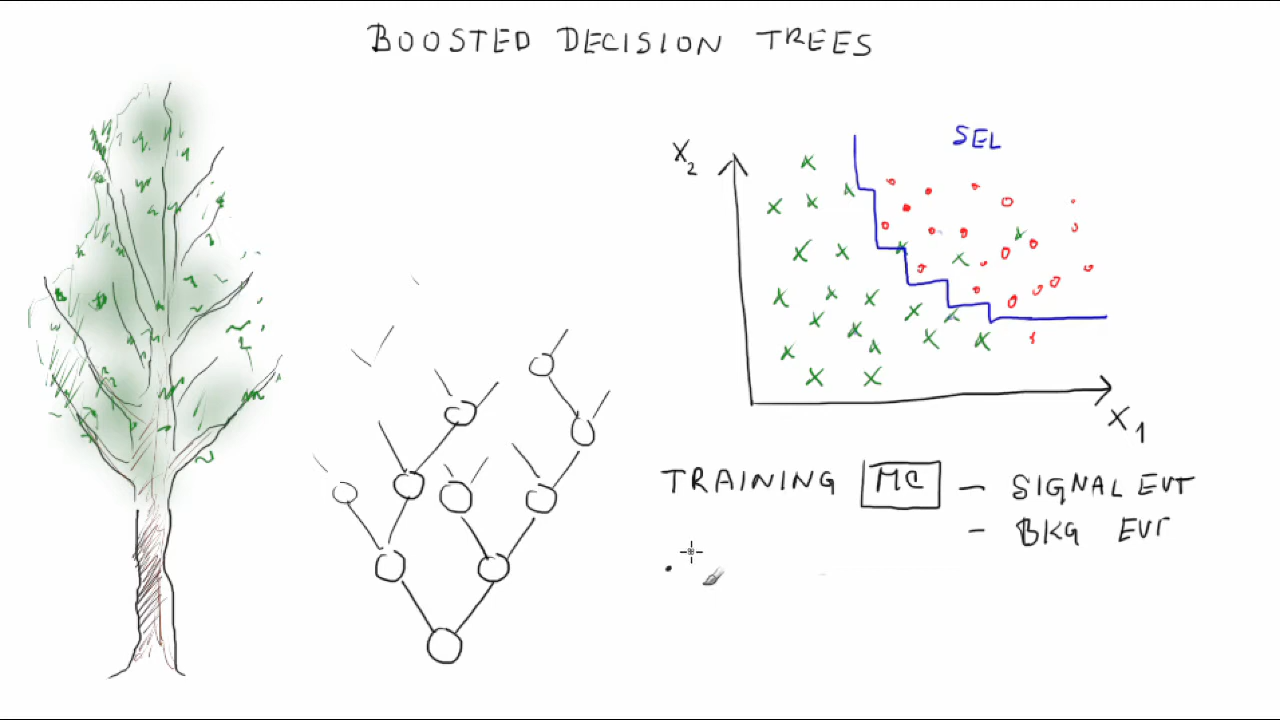 BOOSTED DECISION TREES
SEL
X2
X1
TRAINING MC - SIGNAL EVT
- BKG EVT